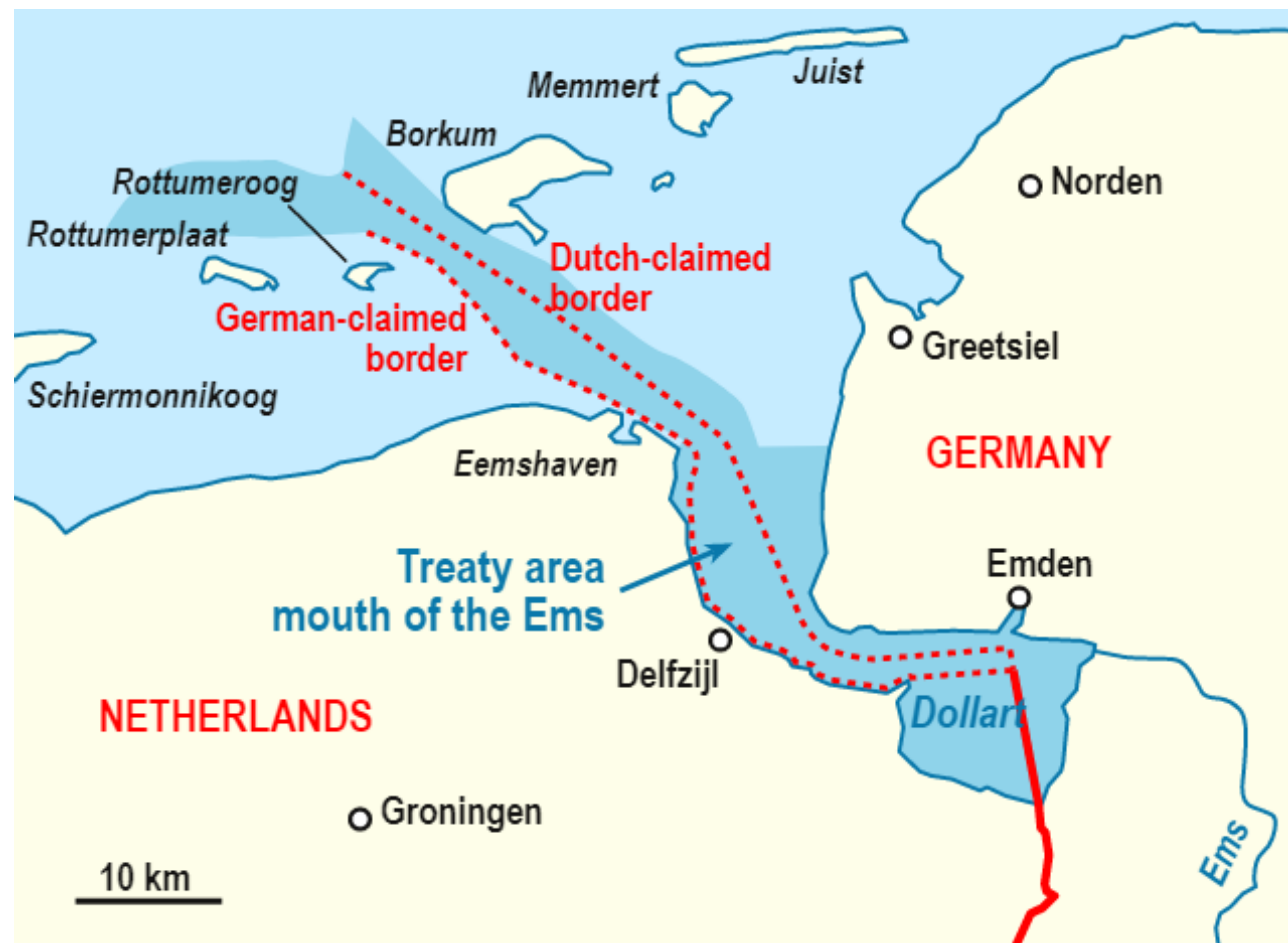 Juist
Memmert
Borkum
Rottumeroog
Norden
Rottumerplaat
Dutch-claimed
border
German-claimed
border
Greetsiel
Schiermonnikoog
Eemshaven
GERMANY
Treaty area
mouth of the Ems
Emden
Delfzijl
NETHERLANDS
Dollart
Groningen
Ems
10 km